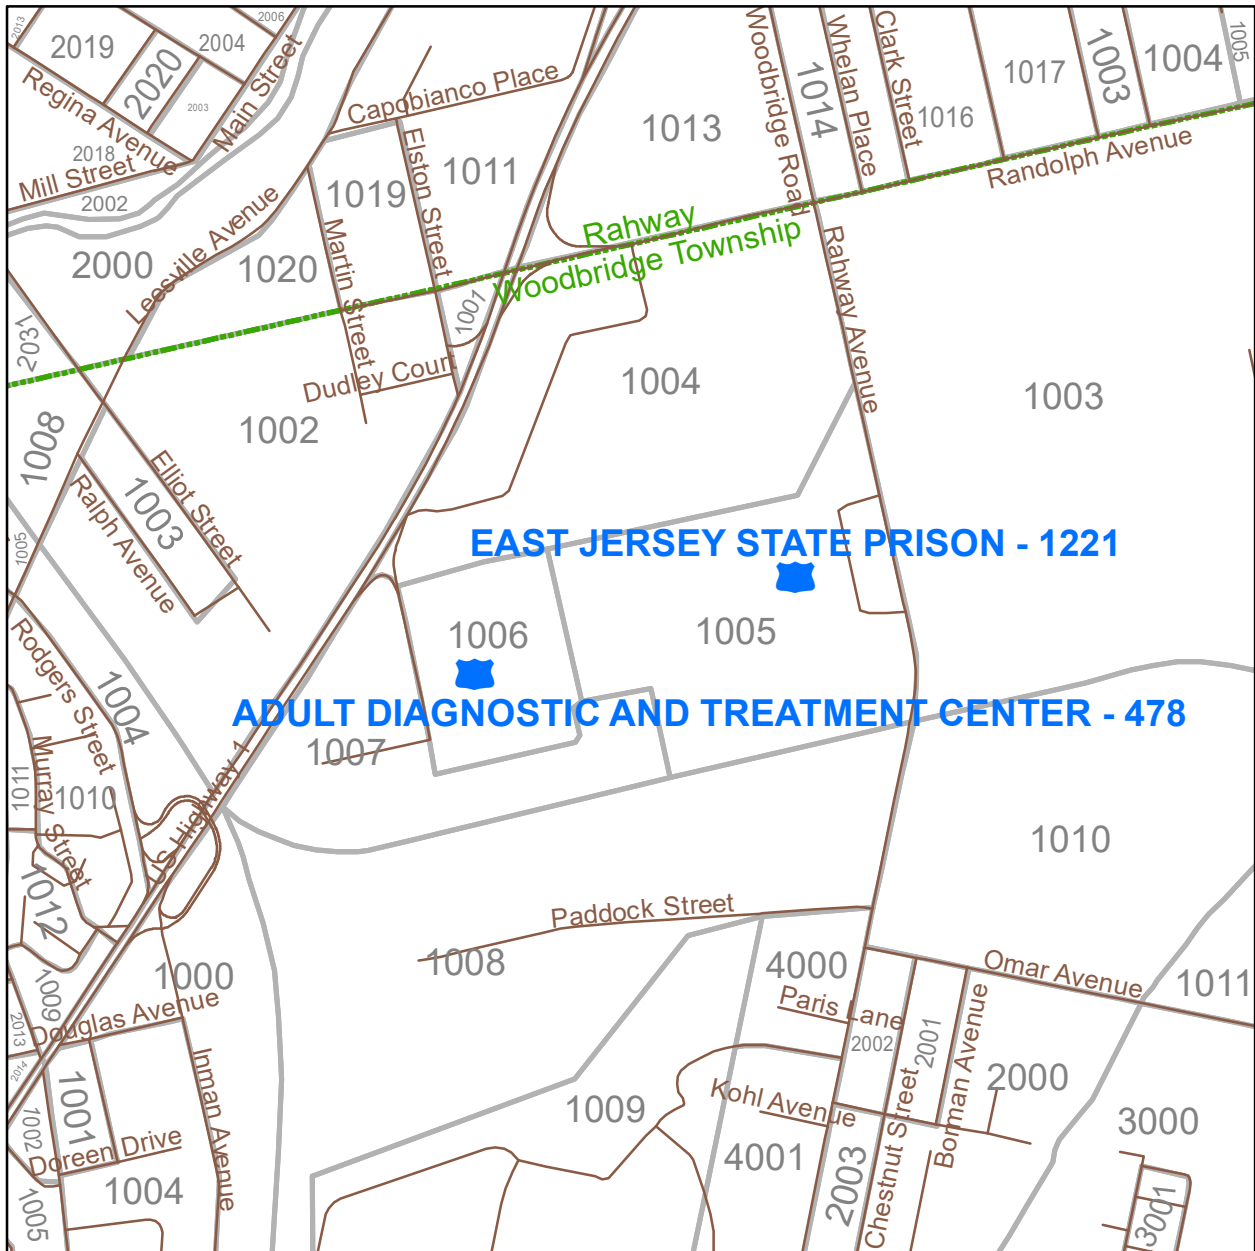 2013
2006
2019
2004
2020
Regina Avenue
2003
Main Street
2018
Mill Street
2002
2000
Capobianco Place
Elston Street
1011
1019
1013
Woodbridge Road
1014
Whelan Place
Clark Street
1016
1017
1003
1004
1005
Randolph Avenue
Leesville Avenue
1020
Martin Street
Rahway
Woodbridge Township
1001
Rahway Avenue
2031
Dudley Court
1004
1003
1008
1002
Elliot Street
1003
Ralph Avenue
1005
EAST JERSEY STATE PRISON - 1221
1006
1005
Rodgers Street
1004
ADULT DIAGNOSTIC AND TREATMENT CENTER - 478
1007
US Highway 1
1011
Murray Street
1010
1010
1012
Paddock Street
1008
1000
4000
Omar Avenue
1011
1009
Douglas Avenue
2013
2014
Paris Lane
2002
2001
Borman Avenue
2000
1001
1002
Inman Avenue
1009
Kohl Avenue
Chestnut Street
3000
Doreen Drive
1004
1005
4001
2003
3001